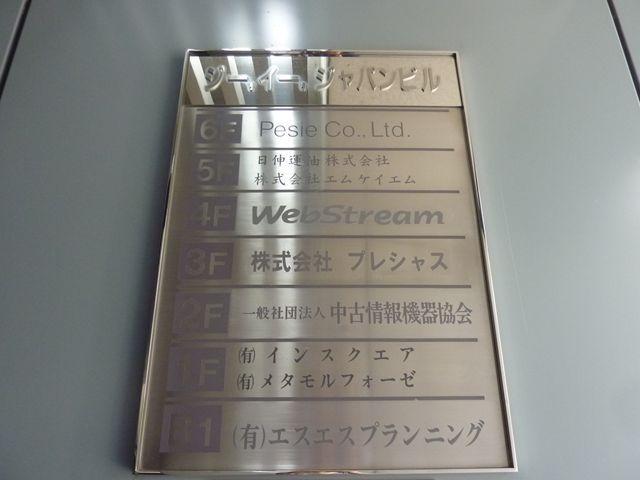 ジー.イー.ジャパンビル
6F Pesie Co., Ltd.
5F 日伸運油株式会社
株式会社エムケイエム
4F WebStream
3F 株式会社 プレシャス
2F 一般社団法人 中古情報機器協会
1F ㈲インスクエア
㈲メタモルフォーゼ
B1 (有)エスエスプランニング